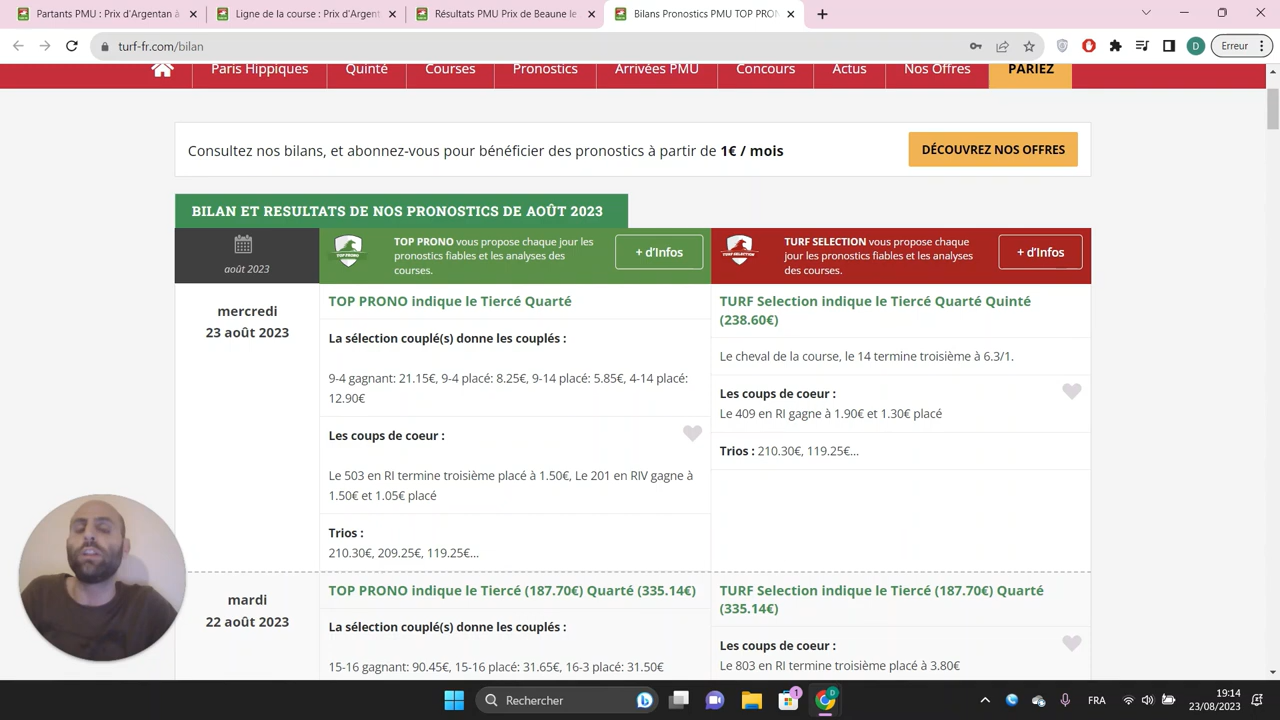 Partants PMU : Prix d'Argentan à
Ligne de la course : Prix d'Argent
Résultats PMU Prix de Beaune le
Bilans Pronostics PMU TOP PRON
turf-fr.com/bilan
D
Erreur
Paris Hippiques
Quinté
Courses
Pronostics
Arrivées PMU
Concours
Actus
Nos Offres
PARIEZ
Consultez nos bilans, et abonnez-vous pour bénéficier des pronostics à partir de 1€ / mois
DÉCOUVREZ NOS OFFRES
BILAN ET RESULTATS DE NOS PRONOSTICS DE AOÛT 2023
août 2023
TOP PRONO
TOP PRONO vous propose chaque jour les
pronostics fiables et les analyses des
courses.
+ d'Infos
TURF SELECTION
TURF SELECTION vous propose chaque
jour les pronostics fiables et les analyses
des courses.
+ d'Infos
mercredi
23 août 2023
TOP PRONO indique le Tiercé Quarté
La sélection couplé(s) donne les couplés :
9-4 gagnant: 21.15€, 9-4 placé: 8.25€, 9-14 placé: 5.85€, 4-14 placé:
12.90€
Les coups de coeur :
Le 503 en RI termine troisième placé à 1.50€, Le 201 en RIV gagne à
1.50€ et 1.05€ placé
Trios :
210.30€, 209.25€, 119.25€...
TURF Selection indique le Tiercé Quarté Quinté
(238.60€)
Le cheval de la course, le 14 termine troisième à 6.3/1.
Les coups de coeur :
Le 409 en RI gagne à 1.90€ et 1.30€ placé
Trios : 210.30€, 119.25€...
mardi
22 août 2023
TOP PRONO indique le Tiercé (187.70€) Quarté (335.14€)
La sélection couplé(s) donne les couplés :
15-16 gagnant: 90.45€, 15-16 placé: 31.65€, 16-3 placé: 31.50€
TURF Selection indique le Tiercé (187.70€) Quarté
(335.14€)
Les coups de coeur :
Le 803 en RI termine troisième placé à 3.80€
Rechercher
1
D
FRA
19:14
23/08/2023